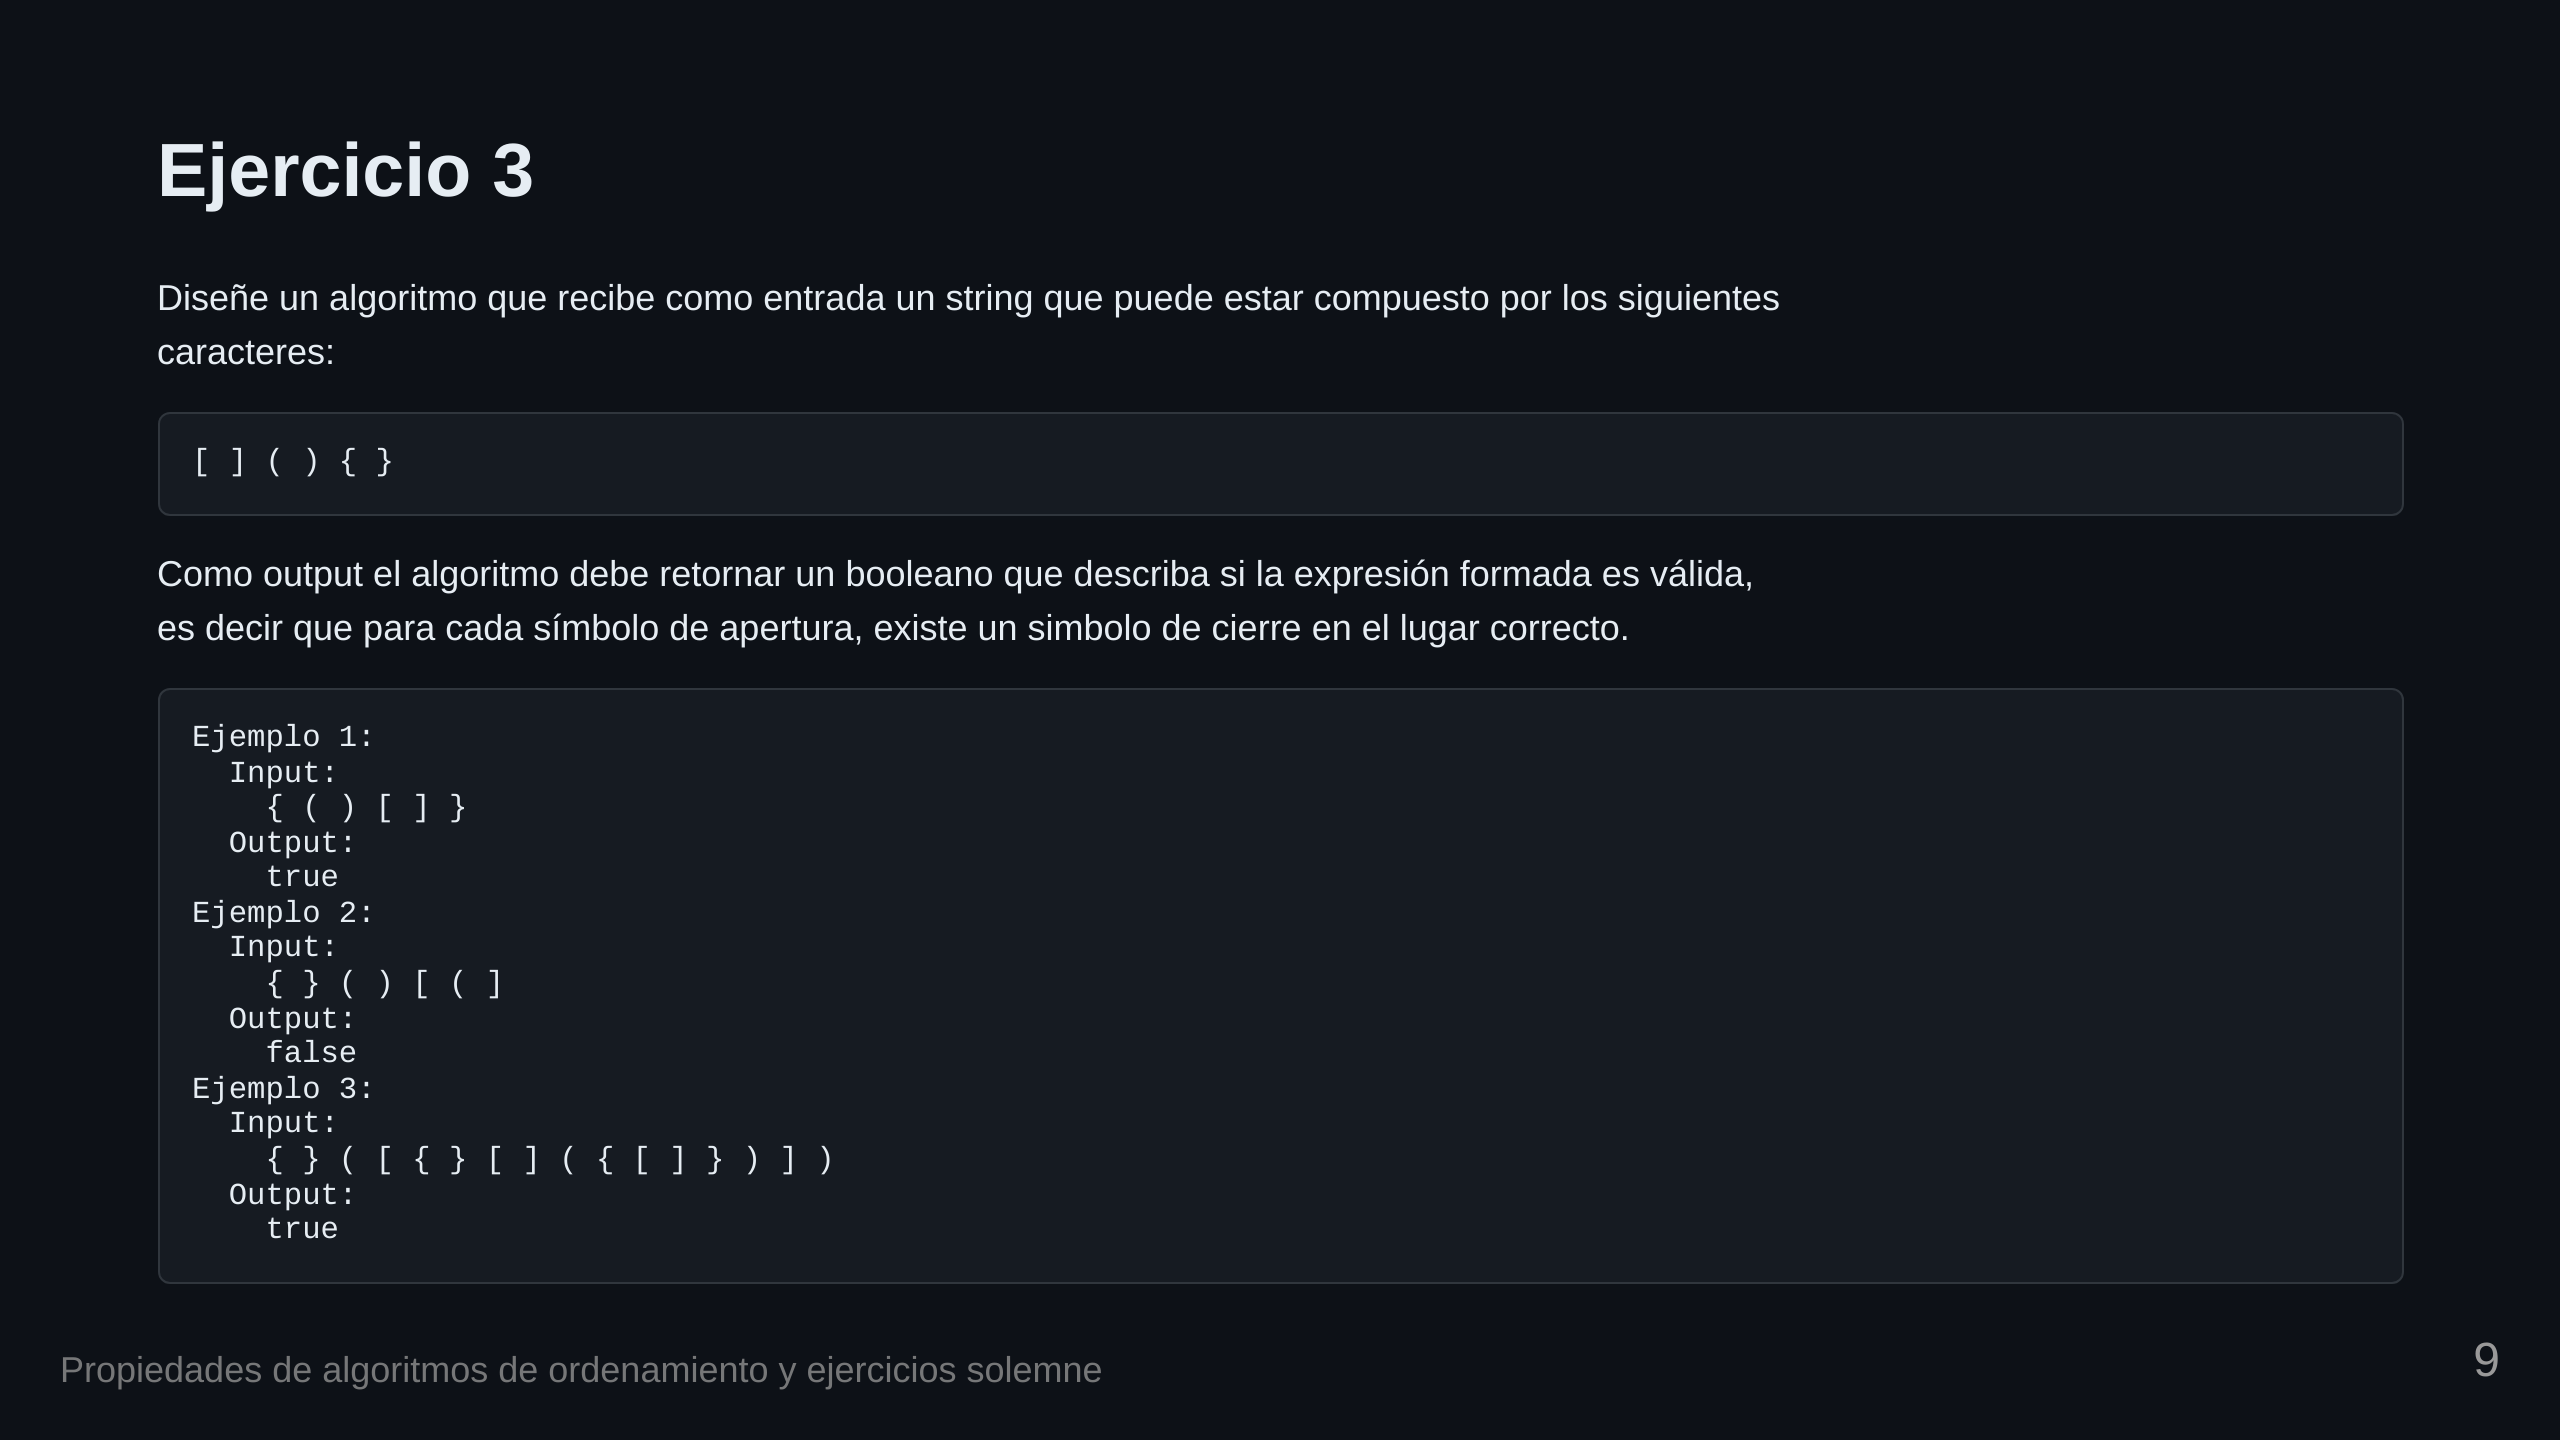 Ejercicio 3
Diseñe un algoritmo que recibe como entrada un string que puede estar compuesto por los siguientes
caracteres:
[ ] ( ) { }
Como output el algoritmo debe retornar un booleano que describa si la expresión formada es válida,
es decir que para cada símbolo de apertura, existe un simbolo de cierre en el lugar correcto.
Ejemplo 1:
  Input:
    { ( ) [ ] }
  Output:
    true
Ejemplo 2:
  Input:
    { } ( ) [ ( ]
  Output:
    false
Ejemplo 3:
  Input:
    { } ( [ { } [ ] ( { [ ] } ) ] )
  Output:
    true
Propiedades de algoritmos de ordenamiento y ejercicios solemne
9